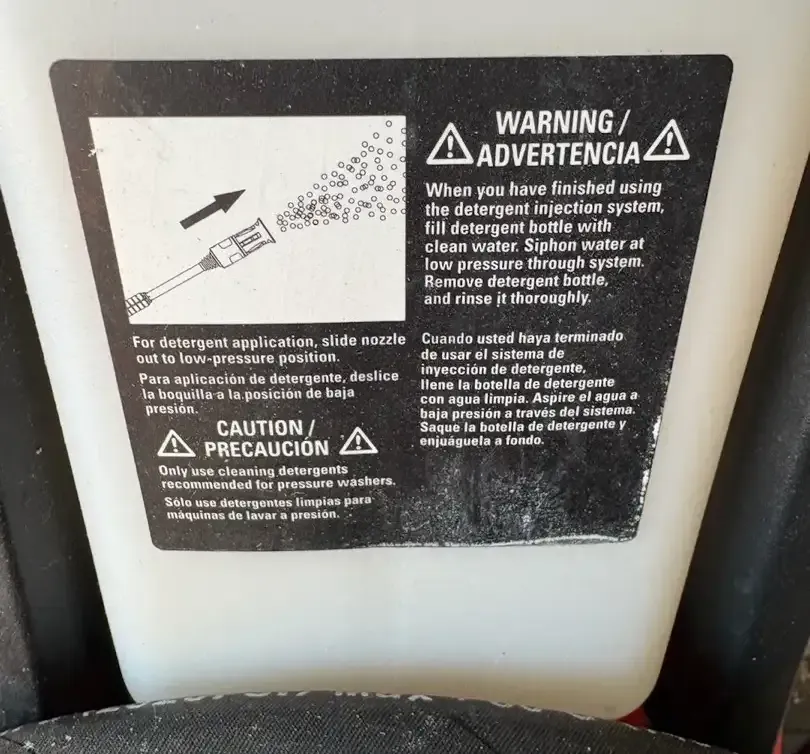 For detergent application, slide nozzle
out to low-pressure position.
Para aplicación de detergente, deslice
la boquilla a la posición de baja
presión.
CAUTION /
PRECAUCIÓN
Only use cleaning detergents
recommended for pressure washers.
Sólo use detergentes limpias para
máquinas de lavar a presión.
WARNING /
ADVERTENCIA
When you have finished using
the detergent injection system,
fill detergent bottle with
clean water. Siphon water at
low pressure through system.
Remove detergent bottle,
and rinse it thoroughly.
Cuando usted haya terminado
de usar el sistema de
inyección de detergente,
llene la botella de detergente
con agua limpia. Aspire el agua a
baja presión a través del sistema.
Saque la botella de detergente y
enjuáguela a fondo.